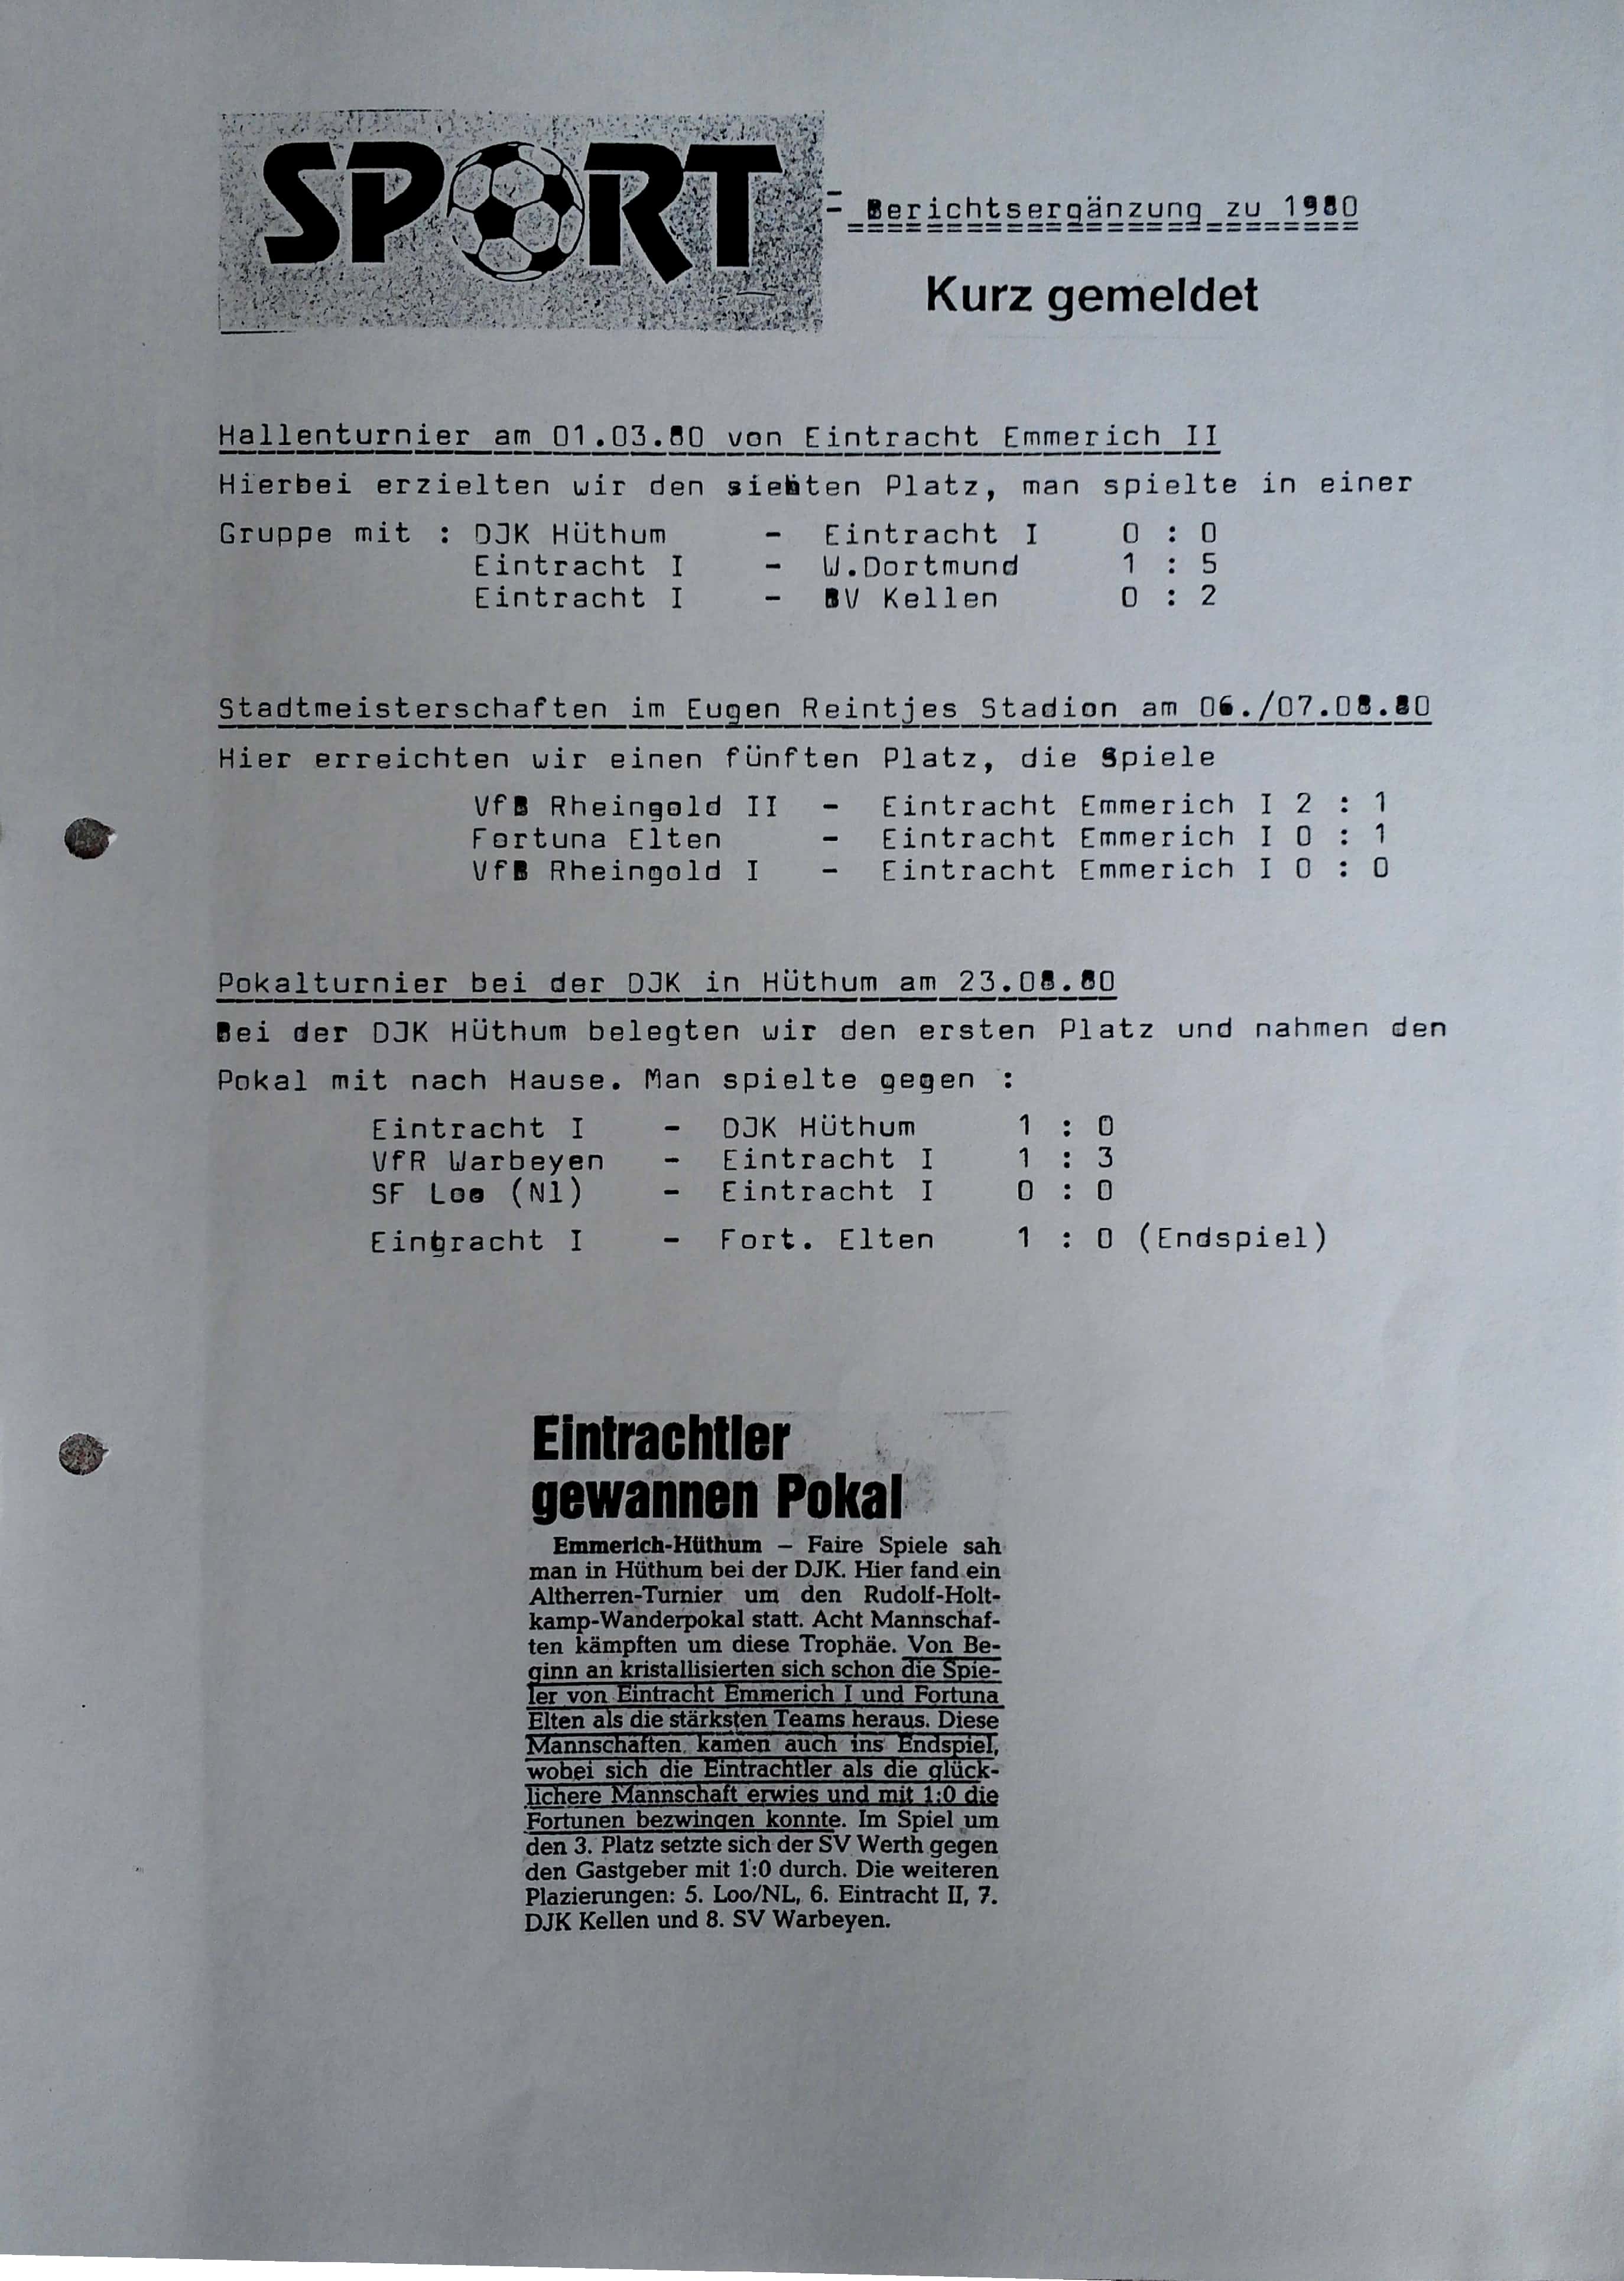 SPORT
= Berichtsergänzung zu 1980
Kurz gemeldet
Hallenturnier am 01.03.80 von Eintracht Emmerich II
Hierbei erzielten wir den siebten Platz, man spielte in einer
Gruppe mit : DJK Hüthum - Eintracht I 0 : 0
Eintracht I - W.Dortmund 1 : 5
Eintracht I - BV Kellen 0 : 2
Stadtmeisterschaften im Eugen Reintjes Stadion am 06./07.08.80
Hier erreichten wir einen fünften Platz, die Spiele
VfB Rheingold II - Eintracht Emmerich I 2 : 1
Fortuna Elten - Eintracht Emmerich I 0 : 1
VfB Rheingold I - Eintracht Emmerich I 0 : 0
Pokalturnier bei der DJK in Hüthum am 23.08.80
Bei der DJK Hüthum belegten wir den ersten Platz und nahmen den
Pokal mit nach Hause. Man spielte gegen :
Eintracht I - DJK Hüthum 1 : 0
VfR Warbeyen - Eintracht I 1 : 3
SF Loo (Nl) - Eintracht I 0 : 0
Eintracht I - Fort. Elten 1 : 0 (Endspiel)
Eintrachtler
gewannen Pokal
Emmerich-Hüthum – Faire Spiele sah
man in Hüthum bei der DJK. Hier fand ein
Altherren-Turnier um den Rudolf-Holt-
kamp-Wanderpokal statt. Acht Mannschaf-
ten kämpften um diese Trophäe. Von Be-
ginn an kristallisierten sich schon die Spie-
ler von Eintracht Emmerich I und Fortuna
Elten als die stärksten Teams heraus. Diese
Mannschaften kamen auch ins Endspiel,
wobei sich die Eintrachtler als die glück-
lichere Mannschaft erwies und mit 1:0 die
Fortunen bezwingen konnte. Im Spiel um
den 3. Platz setzte sich der SV Werth gegen
den Gastgeber mit 1:0 durch. Die weiteren
Plazierungen: 5. Loo/NL, 6. Eintracht II, 7.
DJK Kellen und 8. SV Warbeyen.